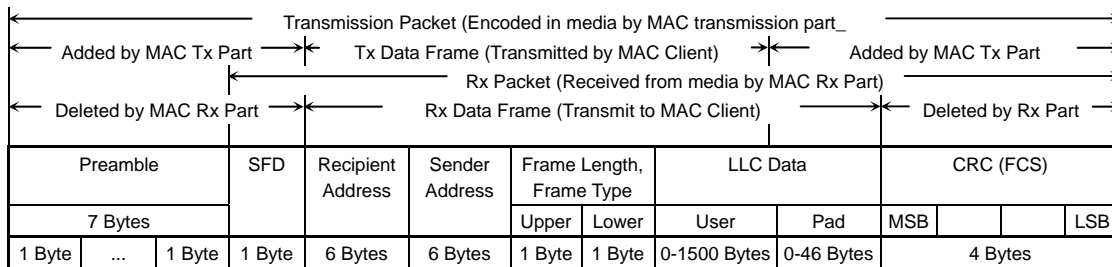 Transmission Packet (Encoded in media by MAC transmission part_
Added by MAC Tx Part Tx Data Frame (Transmitted by MAC Client) Added by MAC Tx Part
Rx Packet (Received from media by MAC Rx Part)
Deleted by MAC Rx Part Rx Data Frame (Transmit to MAC Client) Deleted by Rx Part
Preamble SFD Recipient Sender Frame Length, LLC Data CRC (FCS)
Address Address Frame Type
7 Bytes Upper Lower User Pad MSB LSB
1 Byte ... 1 Byte 1 Byte 6 Bytes 6 Bytes 1 Byte 1 Byte 0-1500 Bytes 0-46 Bytes 4 Bytes